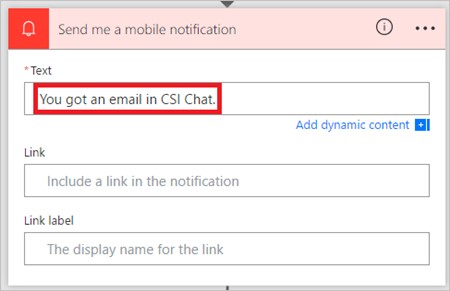 Send me a mobile notification
*Text
You got an email in CSI Chat.
Add dynamic content
Link
Include a link in the notification
Link label
The display name for the link